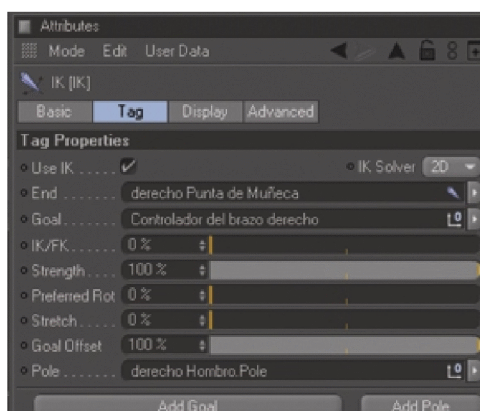 Attributes
Mode Edit User Data
IK [IK]
Basic Tag Display Advanced
Tag Properties
Use IK ..... IK Solver 2D
End ....... derecho Punta de Muñeca
Goal ...... Controlador del brazo derecho
IK/FK ...... 0 %
Strength .... 100 %
Preferred Rot 0 %
Stretch ..... 0 %
Goal Offset 100 %
Pole ....... derecho Hombro.Pole
Add Goal Add Pole